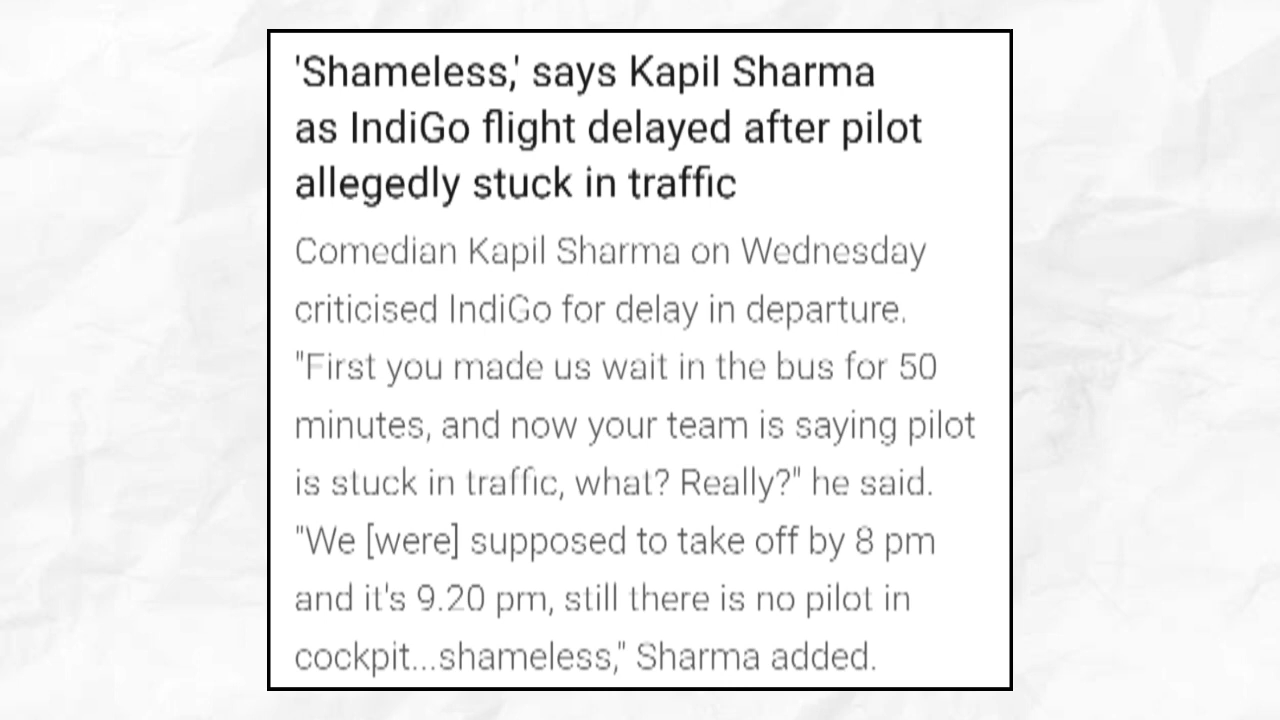 'Shameless,' says Kapil Sharma
as IndiGo flight delayed after pilot
allegedly stuck in traffic
Comedian Kapil Sharma on Wednesday
criticised IndiGo for delay in departure.
"First you made us wait in the bus for 50
minutes, and now your team is saying pilot
is stuck in traffic, what? Really?" he said.
"We [were] supposed to take off by 8 pm
and it's 9.20 pm, still there is no pilot in
cockpit...shameless," Sharma added.